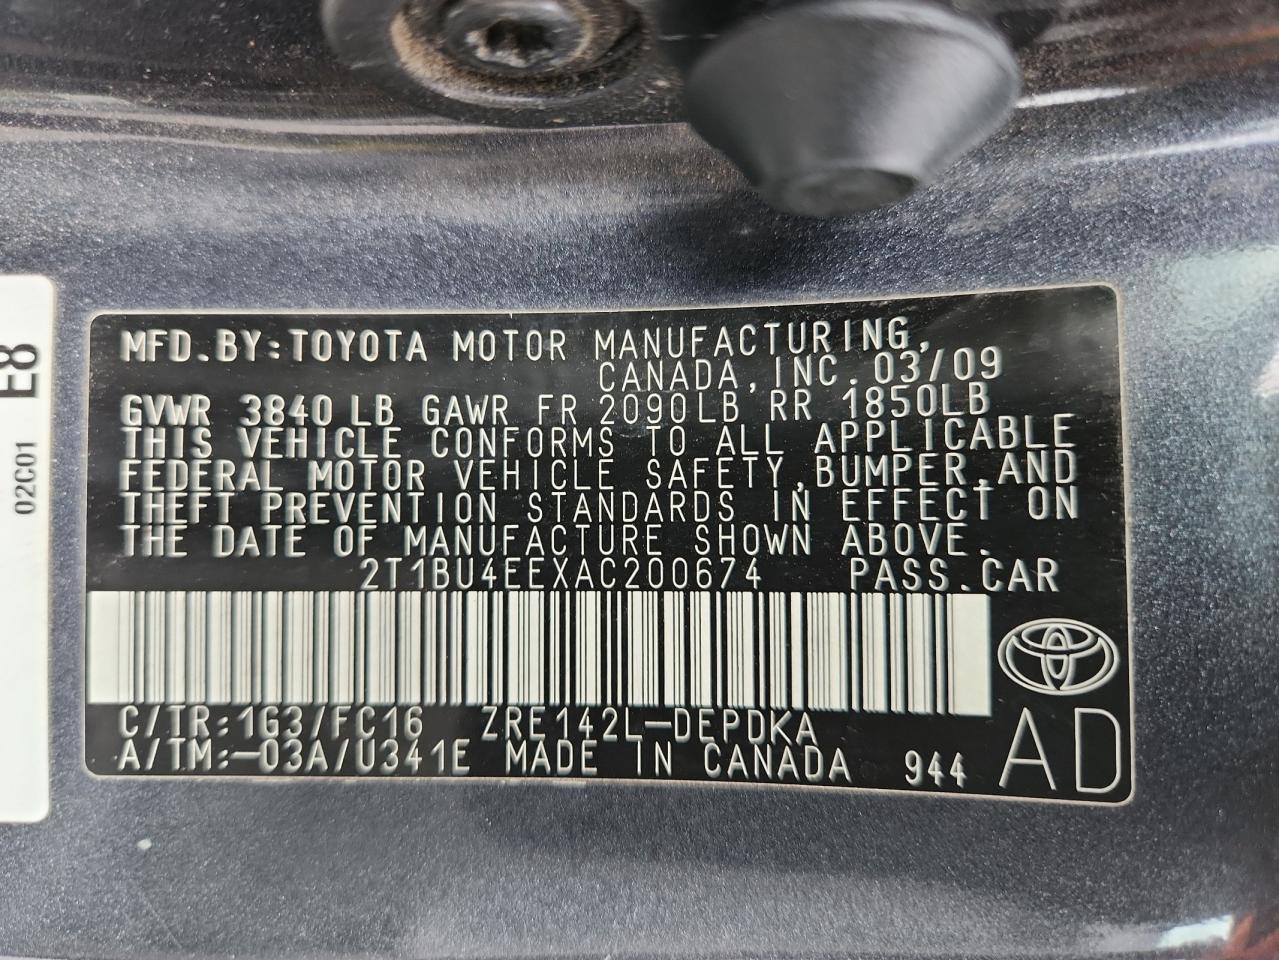 E8
02C01
MFD.BY:TOYOTA MOTOR MANUFACTURING,
CANADA,INC.03/09
GVWR 3840 LB GAWR FR 2090LB RR 1850LB
THIS VEHICLE CONFORMS TO ALL APPLICABLE
FEDERAL MOTOR VEHICLE SAFETY,BUMPER,AND
THEFT PREVENTION STANDARDS IN EFFECT ON
THE DATE OF MANUFACTURE SHOWN ABOVE.
2T1BU4EEXAC200674 PASS.CAR
C/TR:1G3/FC16 ZRE142L-DEPDKA
A/TM:-03A/U341E MADE IN CANADA 944
AD